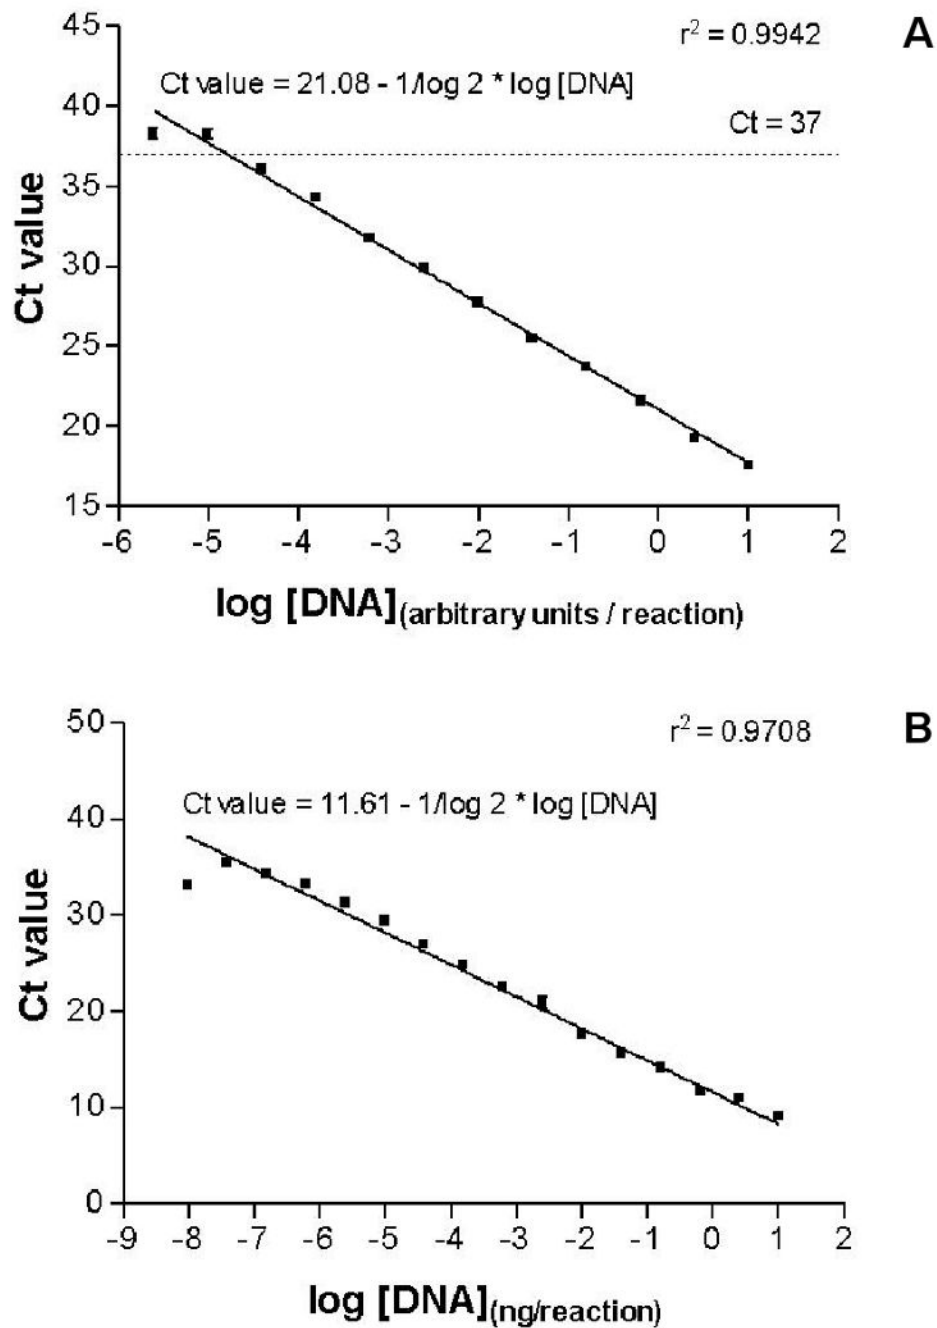 A
r² = 0.9942
Ct value = 21.08 - 1/log 2 * log [DNA]
Ct = 37
Ct value
45
40
35
30
25
20
15
-6 -5 -4 -3 -2 -1 0 1 2
log [DNA](arbitrary units / reaction)
B
r² = 0.9708
Ct value = 11.61 - 1/log 2 * log [DNA]
Ct value
50
40
30
20
10
0
-9 -8 -7 -6 -5 -4 -3 -2 -1 0 1 2
log [DNA](ng/reaction)